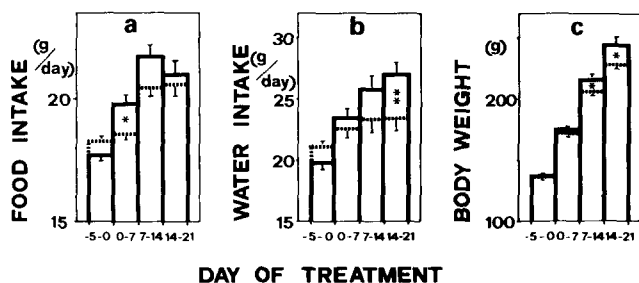 a
FOOD INTAKE (g/day)
20
15
*
-5-0 0-7 7-14 14-21
b
WATER INTAKE (g/day)
30
25
20
15
**
-5-0 0-7 7-14 14-21
c
BODY WEIGHT (g)
200
100
*
*
-5-0 0-7 7-14 14-21
DAY OF TREATMENT